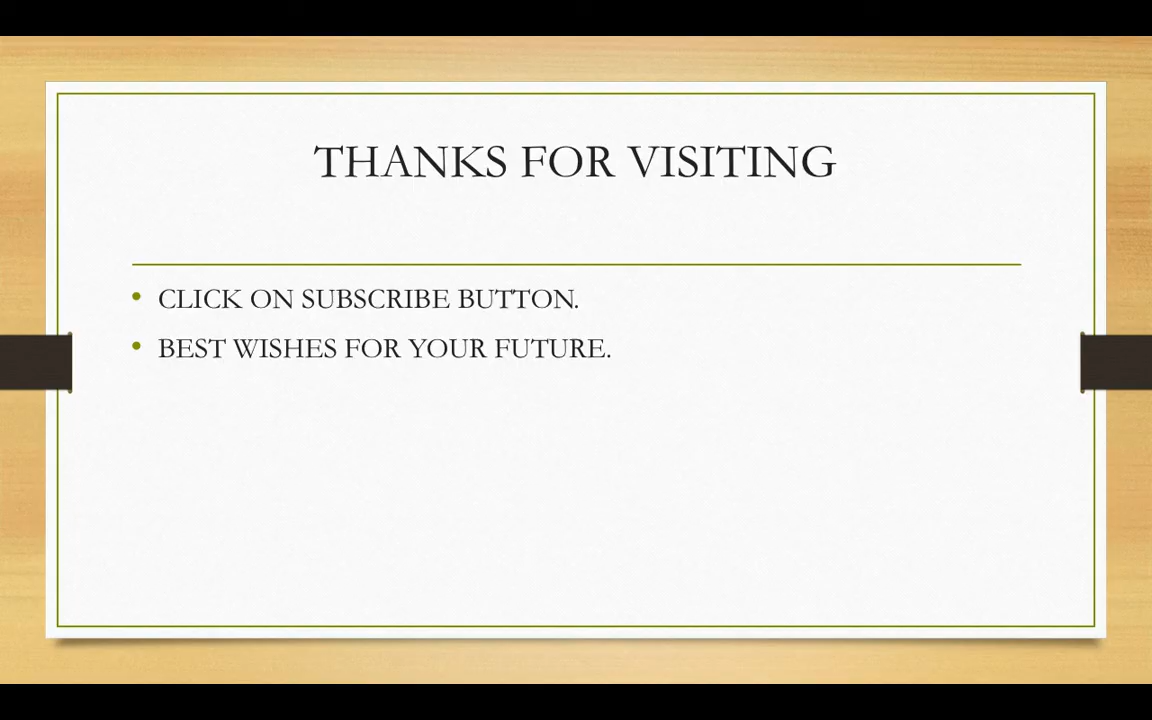 THANKS FOR VISITING
• CLICK ON SUBSCRIBE BUTTON.
• BEST WISHES FOR YOUR FUTURE.